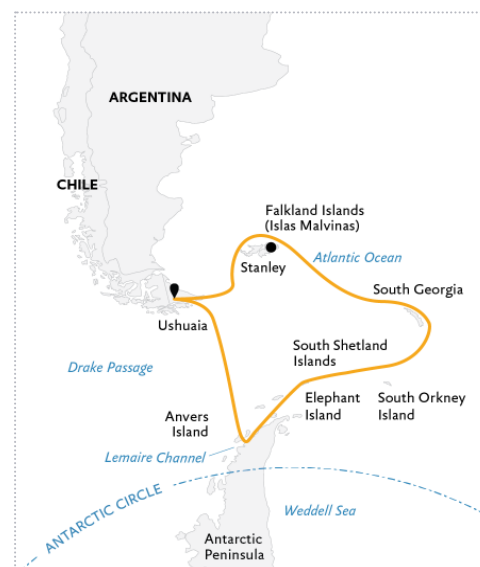 ARGENTINA
CHILE
Falkland Islands
(Islas Malvinas)
Atlantic Ocean
Stanley
South Georgia
Ushuaia
South Shetland
Islands
Drake Passage
Elephant
Island
South Orkney
Island
Anvers
Island
Lemaire Channel
ANTARCTIC CIRCLE
Weddell Sea
Antarctic
Peninsula